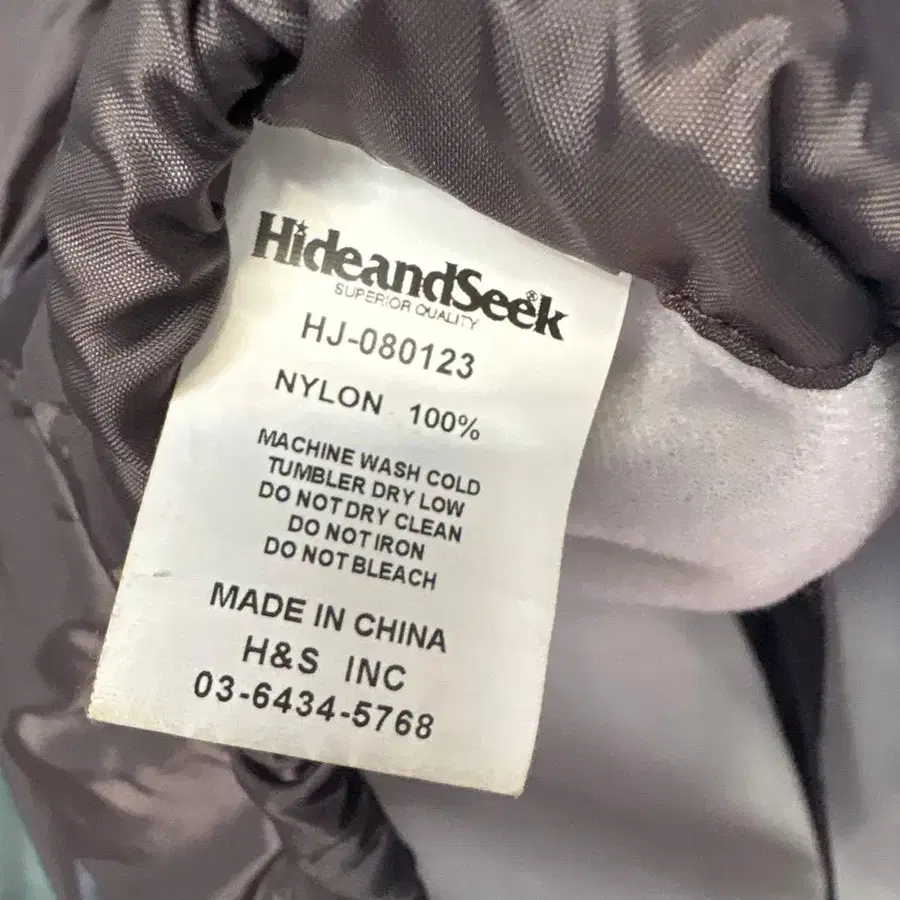 HideandSeek®
SUPERIOR QUALITY
HJ-080123
NYLON 100%
MACHINE WASH COLD
TUMBLER DRY LOW
DO NOT DRY CLEAN
DO NOT IRON
DO NOT BLEACH
MADE IN CHINA
H&S INC
03-6434-5768